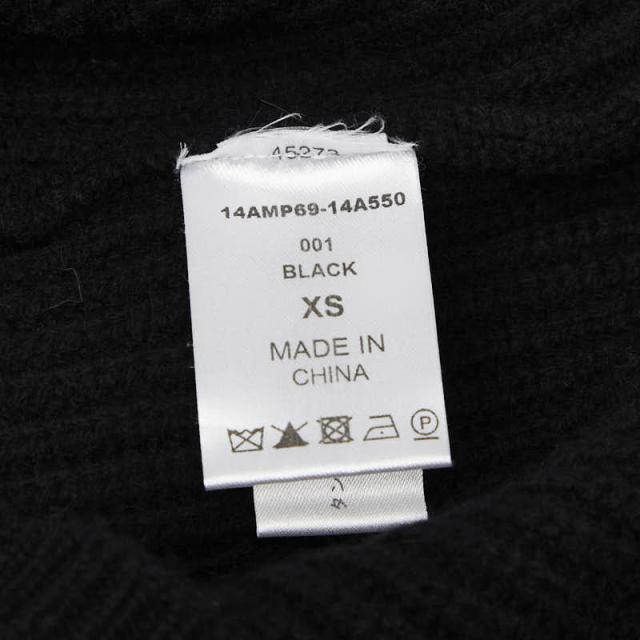 14AMP69-14A550
001
BLACK
XS
MADE IN
CHINA
P